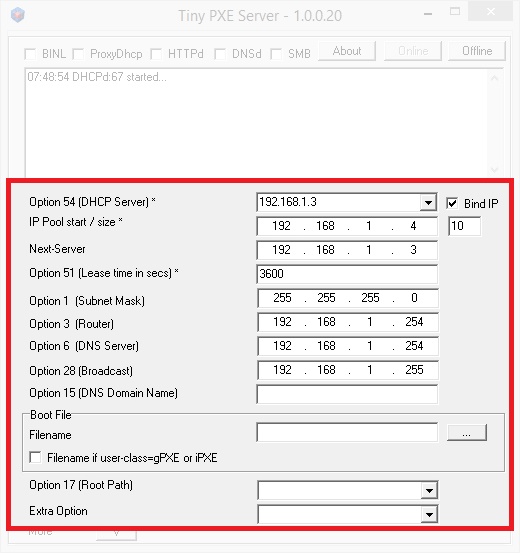 Tiny PXE Server - 1.0.0.20
BINL ProxyDhcp HTTPd DNSd SMB About Online Offline
07:48:54 DHCPd:67 started...
Option 54 (DHCP Server) * 192.168.1.3 Bind IP
IP Pool start / size * 192 . 168 . 1 . 4 10
Next-Server 192 . 168 . 1 . 3
Option 51 (Lease time in secs) * 3600
Option 1 (Subnet Mask) 255 . 255 . 255 . 0
Option 3 (Router) 192 . 168 . 1 . 254
Option 6 (DNS Server) 192 . 168 . 1 . 254
Option 28 (Broadcast) 192 . 168 . 1 . 255
Option 15 (DNS Domain Name)
Boot File
Filename ...
Filename if user-class=gPXE or iPXE
Option 17 (Root Path)
Extra Option
More V